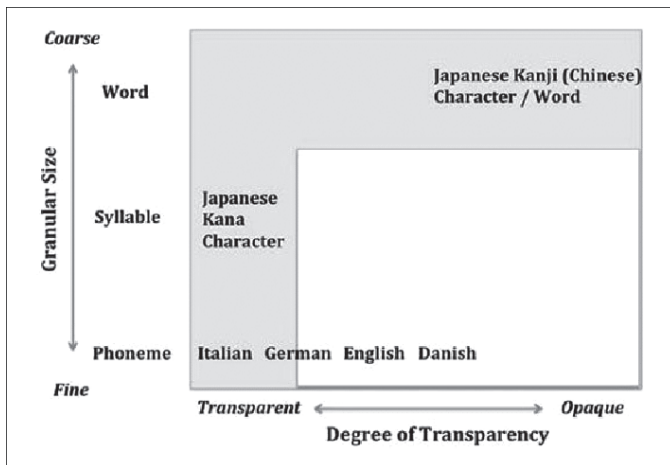 Coarse
Word
Japanese Kanji (Chinese)
Character / Word
Granular Size
Syllable
Japanese
Kana
Character
Phoneme Italian German English Danish
Fine
Transparent Opaque
Degree of Transparency